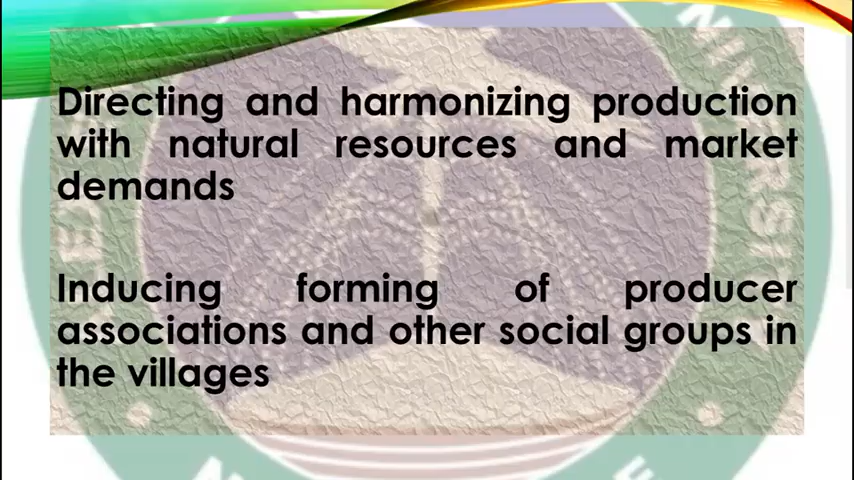 Directing and harmonizing production
with natural resources and market
demands
Inducing forming of producer
associations and other social groups in
the villages